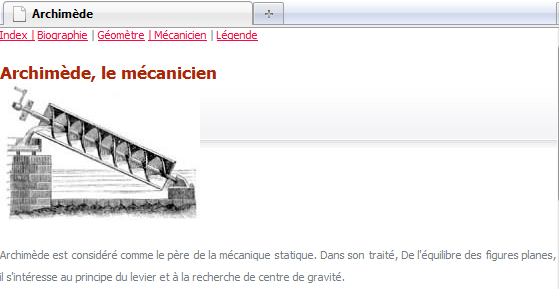 Archimède
Index | Biographie | Géomètre | Mécanicien | Légende
Archimède, le mécanicien
Archimède est considéré comme le père de la mécanique statique. Dans son traité, De l'équilibre des figures planes,
il s'intéresse au principe du levier et à la recherche de centre de gravité.